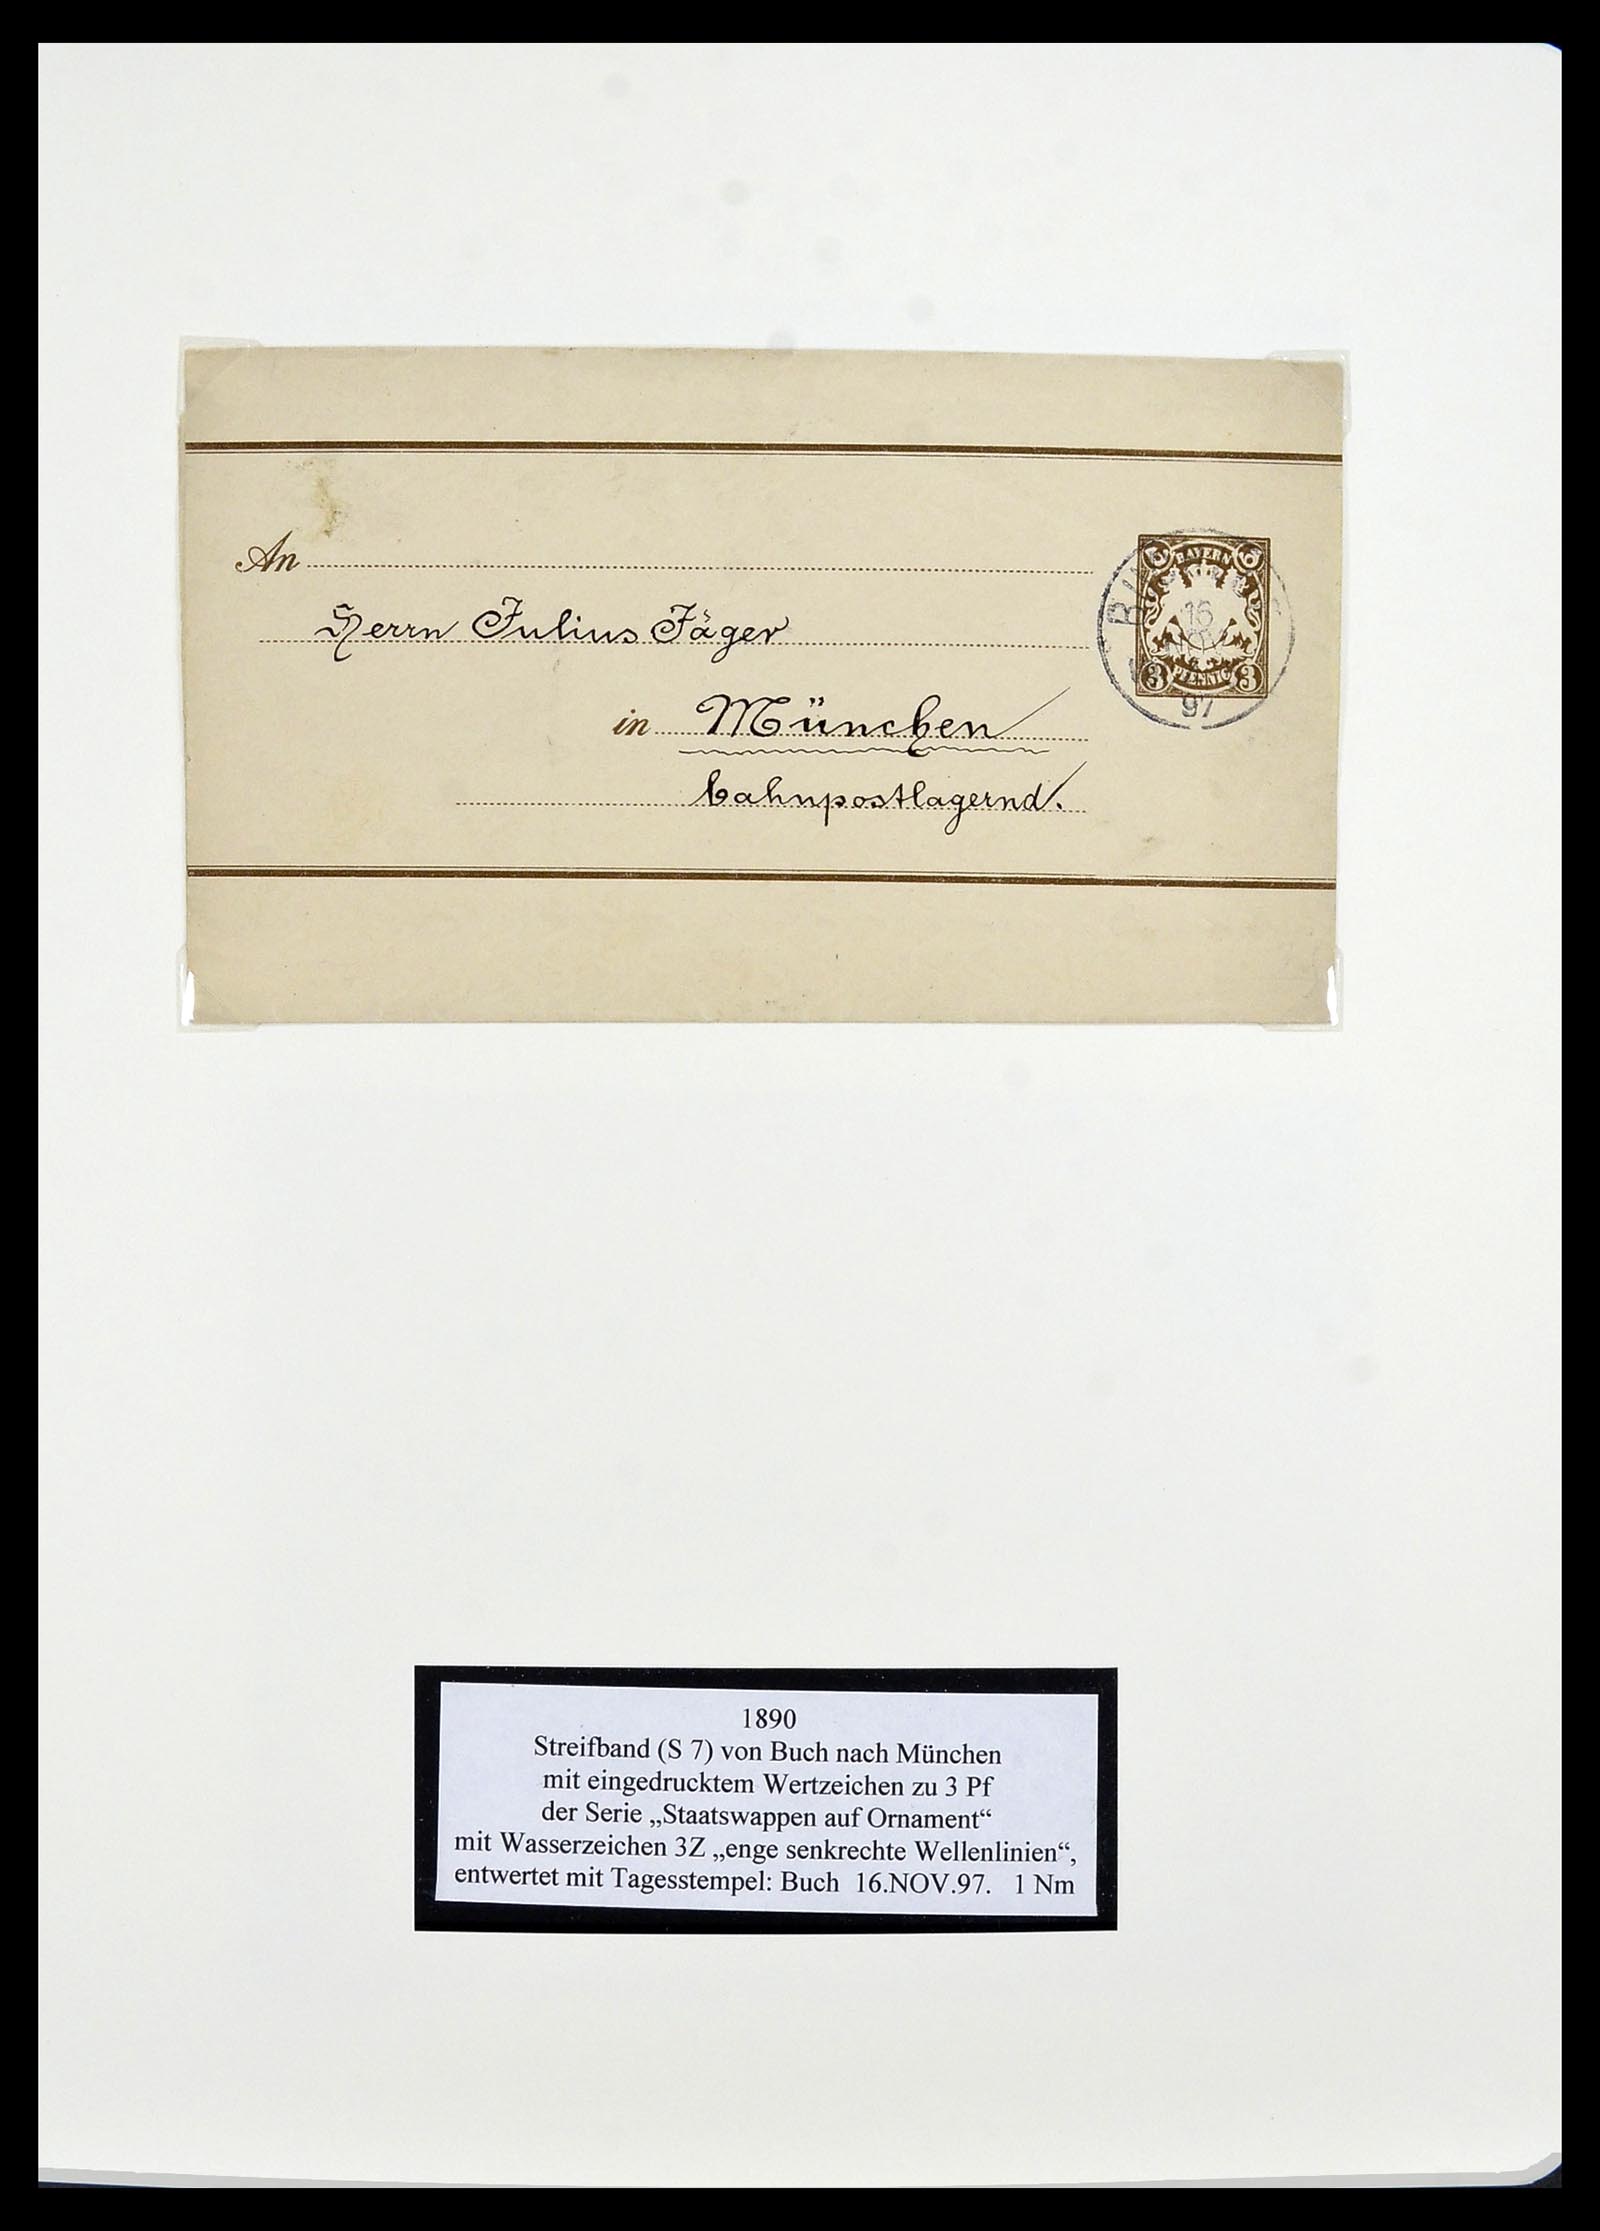 An
Herrn Julius Jäger
in München
bahnpostlagernd.
BAYERN
3 3
PFENNIG
16
NOV
97
1890
Streifband (S 7) von Buch nach München
mit eingedrucktem Wertzeichen zu 3 Pf
der Serie „Staatswappen auf Ornament“
mit Wasserzeichen 3Z „enge senkrechte Wellenlinien“,
entwertet mit Tagesstempel: Buch 16.NOV.97. 1 Nm